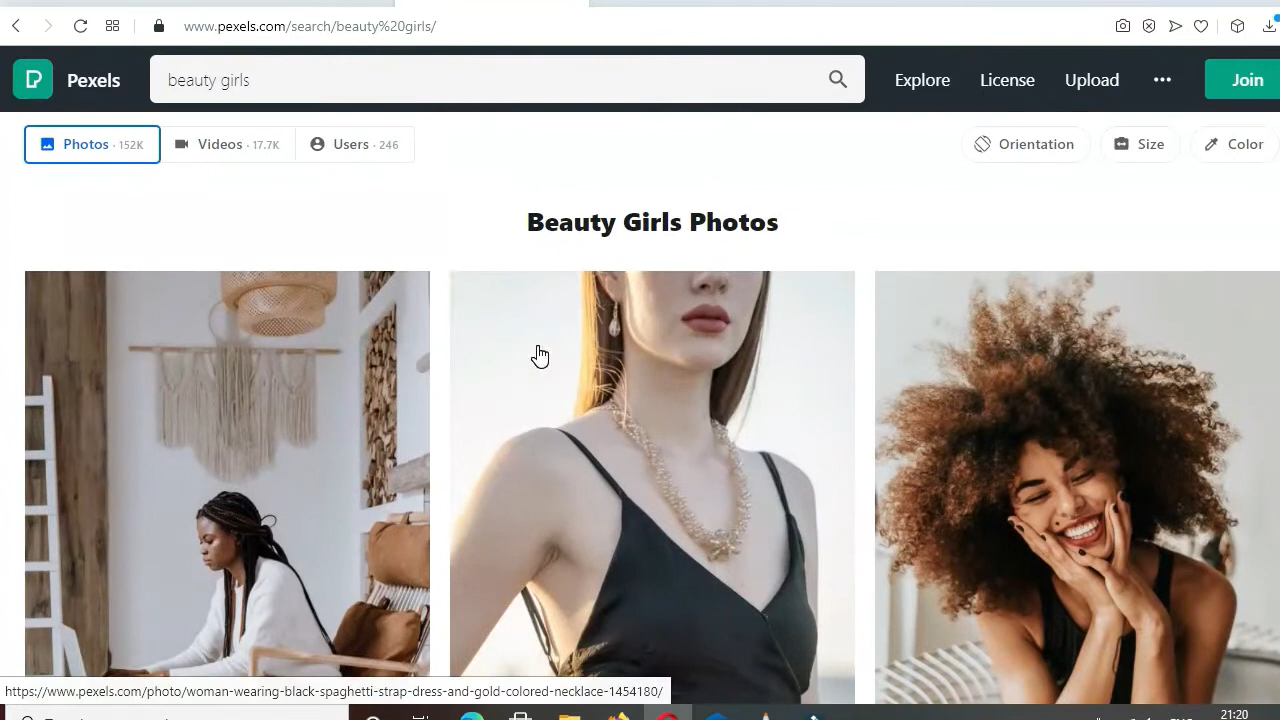 www.pexels.com/search/beauty%20girls/
Pexels
beauty girls
Explore
License
Upload
Join
Photos · 152K
Videos · 17.7K
Users · 246
Orientation
Size
Color
Beauty Girls Photos
https://www.pexels.com/photo/woman-wearing-black-spaghetti-strap-dress-and-gold-colored-necklace-1454180/
21:20